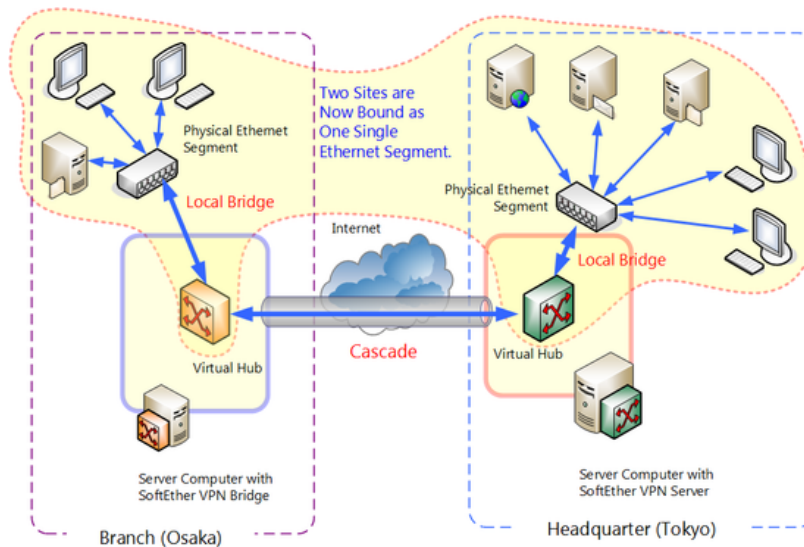 Two Sites are
Now Bound as
One Single
Ethernet Segment.
Physical Ethernet
Segment
Local Bridge
Virtual Hub
Server Computer with
SoftEther VPN Bridge
Branch (Osaka)
Internet
Cascade
Physical Ethernet
Segment
Local Bridge
Virtual Hub
Server Computer with
SoftEther VPN Server
Headquarter (Tokyo)